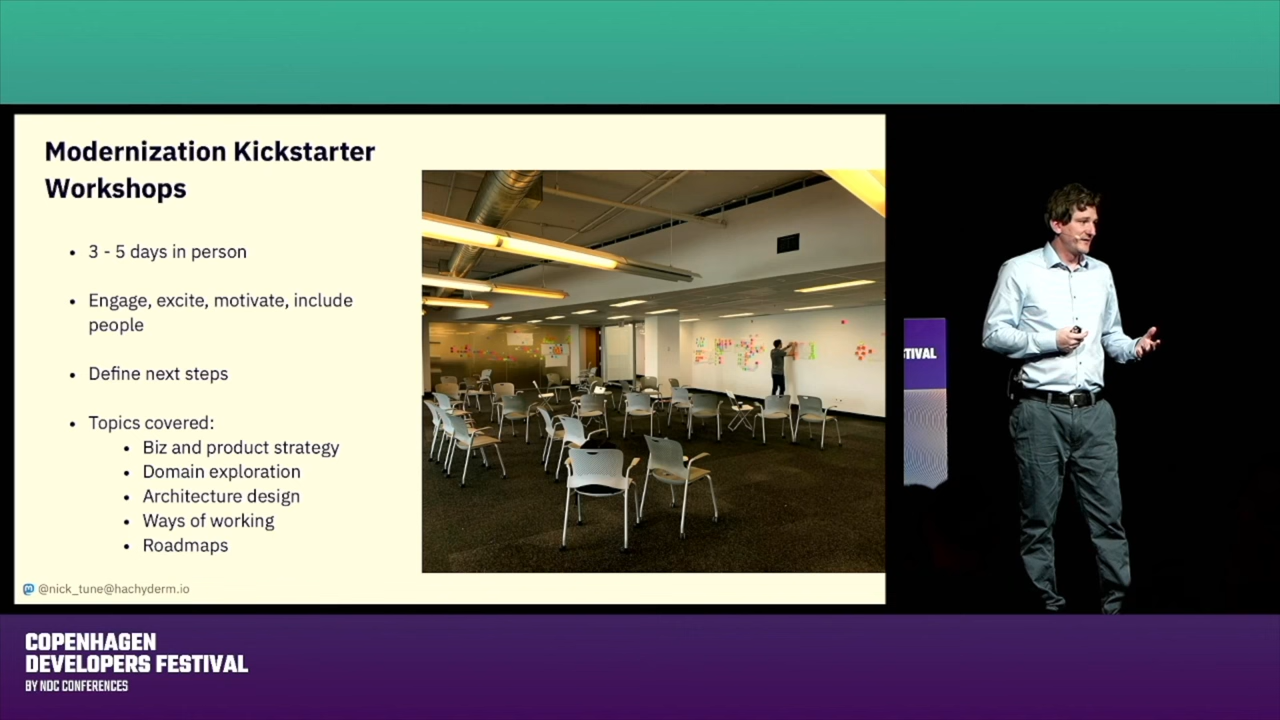 Modernization Kickstarter
Workshops
3 - 5 days in person
Engage, excite, motivate, include
people
Define next steps
Topics covered:
Biz and product strategy
Domain exploration
Architecture design
Ways of working
Roadmaps
@nick_tune@hachyderm.io
STIVAL
COPENHAGEN
DEVELOPERS FESTIVAL
BY NDC CONFERENCES